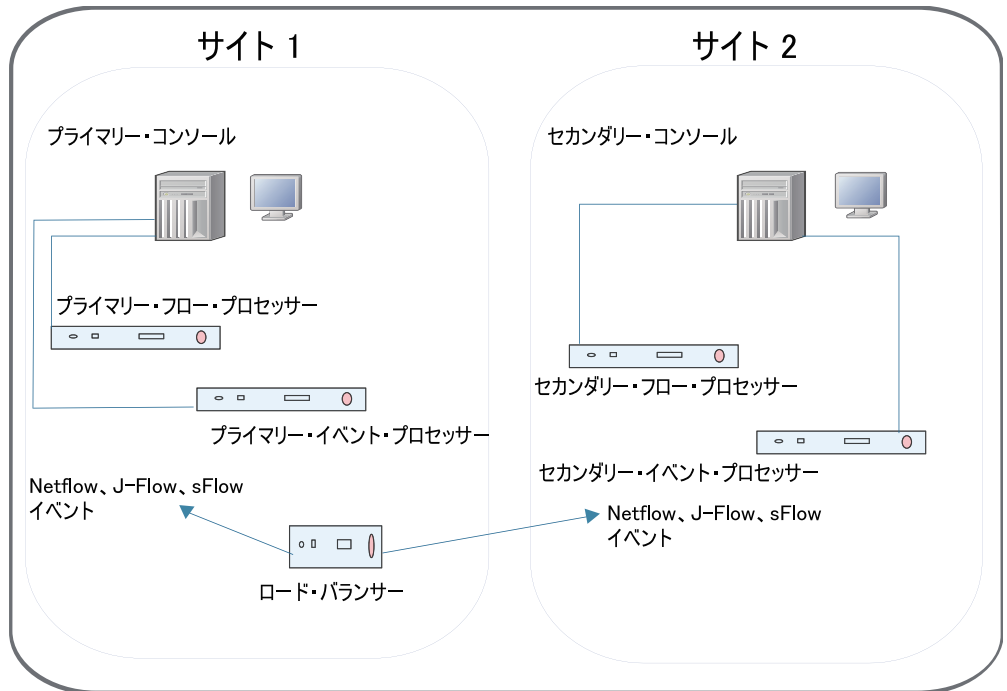 サイト 1
プライマリー・コンソール
プライマリー・フロー・プロセッサー
プライマリー・イベント・プロセッサー
Netflow、J-Flow、sFlow
イベント
ロード・バランサー
サイト 2
セカンダリー・コンソール
セカンダリー・フロー・プロセッサー
セカンダリー・イベント・プロセッサー
Netflow、J-Flow、sFlow
イベント